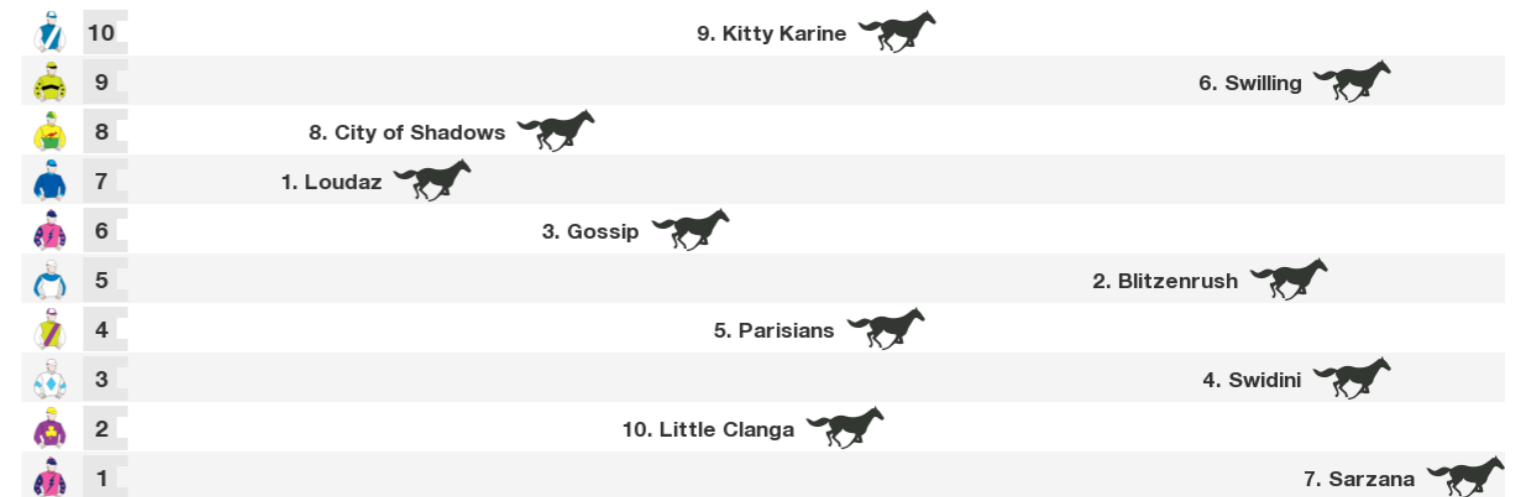 10 9. Kitty Karine
9 6. Swilling
8 8. City of Shadows
7 1. Loudaz
6 3. Gossip
5 2. Blitzenrush
4 5. Parisians
3 4. Swidini
2 10. Little Clanga
1 7. Sarzana